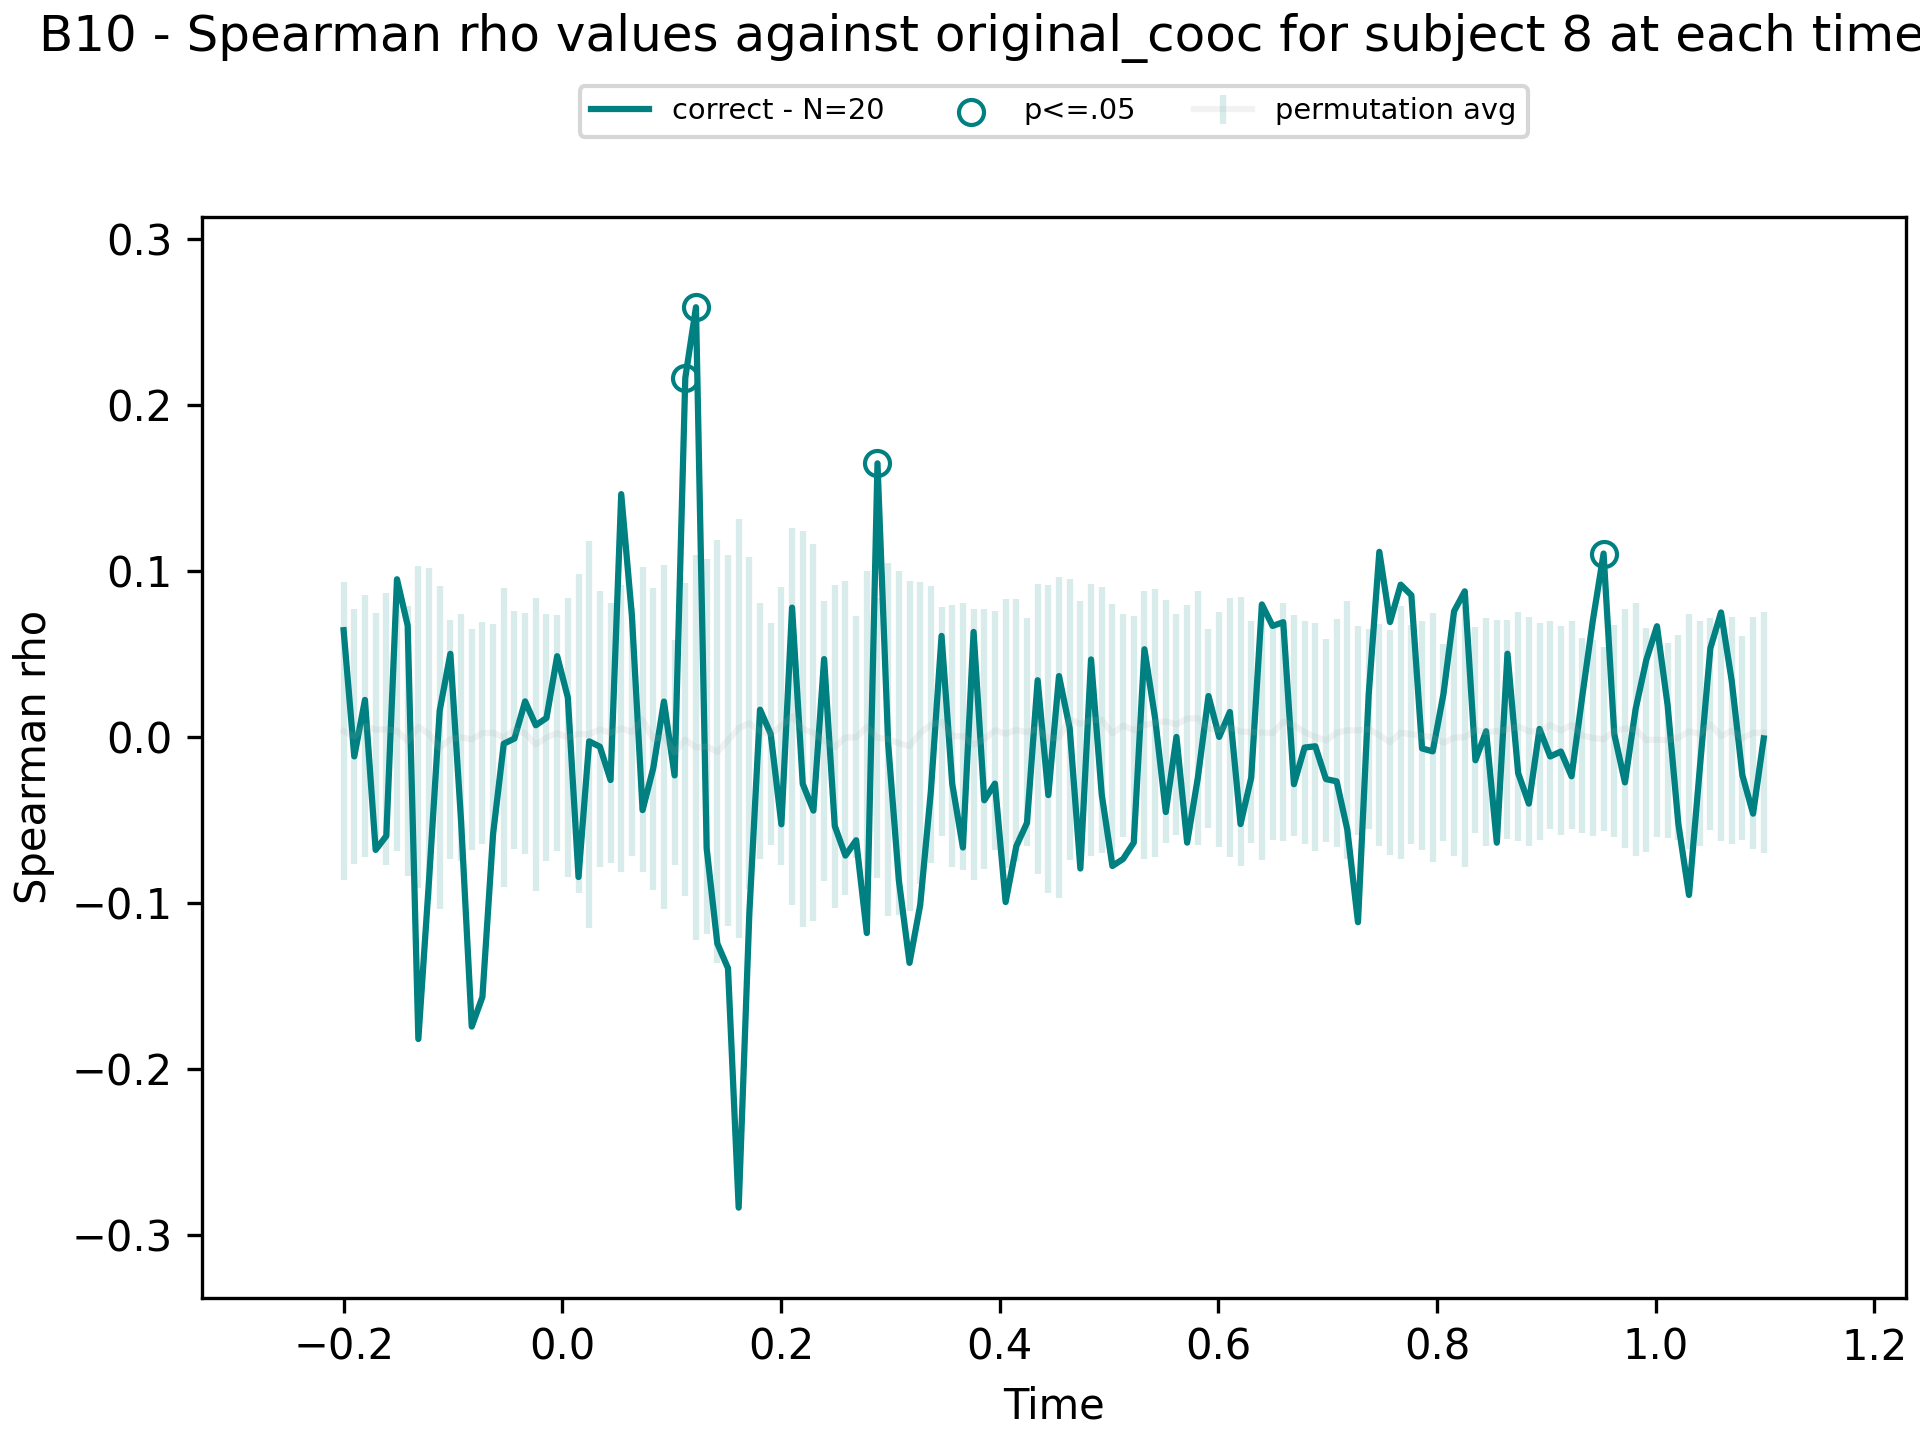 B10 - Spearman rho values against original_cooc for subject 8 at each time
correct - N=20 p<=.05 permutation avg
0.3
0.2
0.1
0.0
−0.1
−0.2
−0.3
Spearman rho
−0.2 0.0 0.2 0.4 0.6 0.8 1.0 1.2
Time